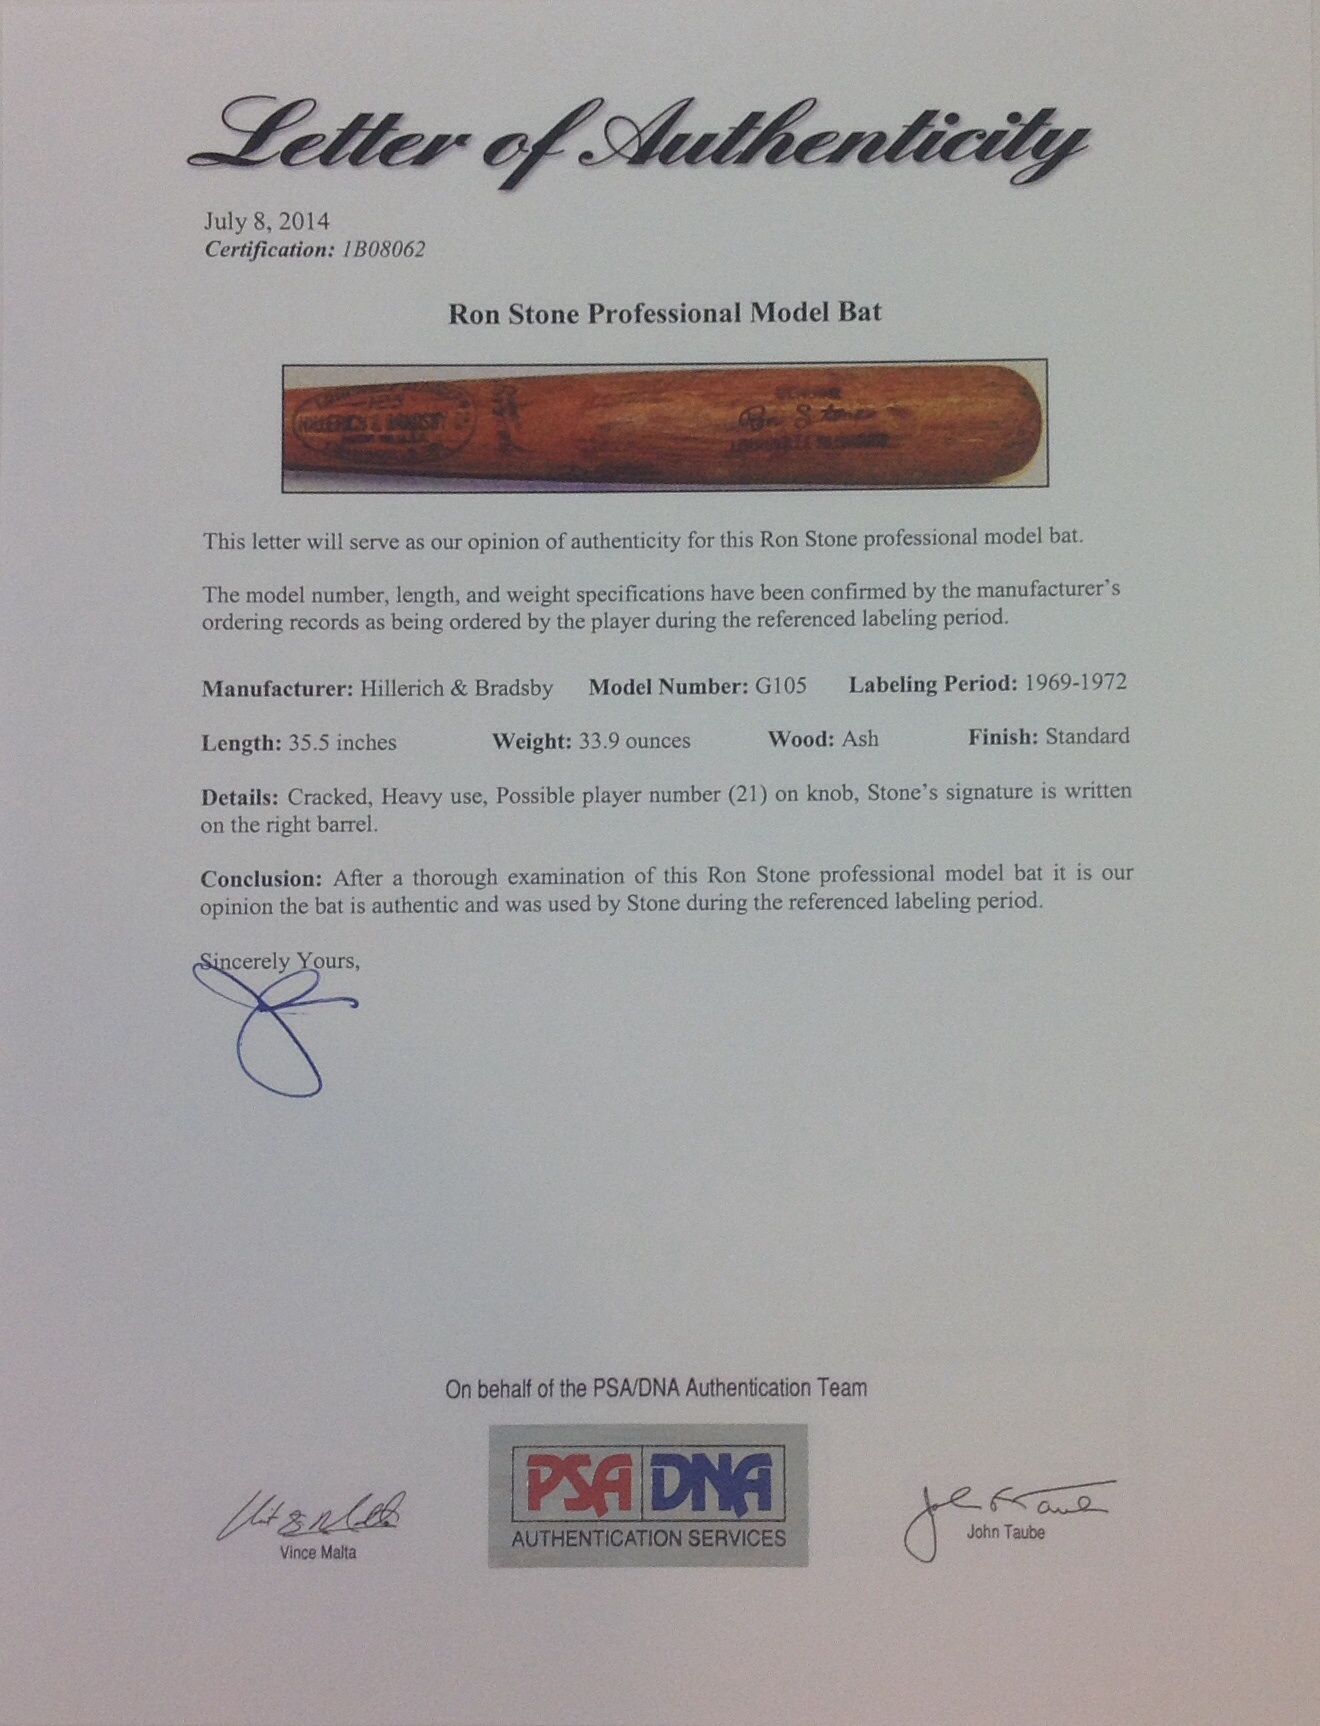 Letter of Authenticity
July 8, 2014
Certification: 1B08062
Ron Stone Professional Model Bat
HILLERICH & BRADSBY
Ron Stone
LOUISVILLE SLUGGER
This letter will serve as our opinion of authenticity for this Ron Stone professional model bat.
The model number, length, and weight specifications have been confirmed by the manufacturer's
ordering records as being ordered by the player during the referenced labeling period.
Manufacturer: Hillerich & Bradsby Model Number: G105 Labeling Period: 1969-1972
Length: 35.5 inches Weight: 33.9 ounces Wood: Ash Finish: Standard
Details: Cracked, Heavy use, Possible player number (21) on knob, Stone's signature is written
on the right barrel.
Conclusion: After a thorough examination of this Ron Stone professional model bat it is our
opinion the bat is authentic and was used by Stone during the referenced labeling period.
Sincerely Yours,
On behalf of the PSA/DNA Authentication Team
PSA DNA
AUTHENTICATION SERVICES
Vince Malta
John Taube